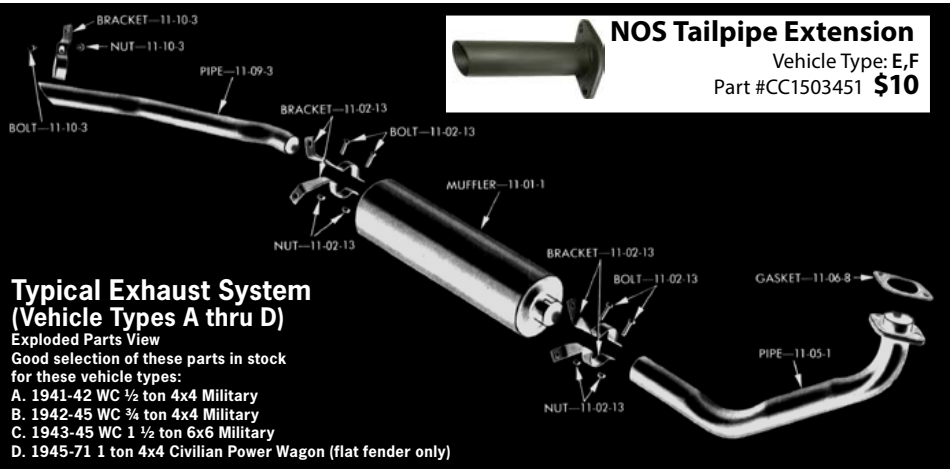 BRACKET—11-10-3
NUT—11-10-3
PIPE—11-09-3
BOLT—11-10-3
NOS Tailpipe Extension
Vehicle Type: E,F
Part #CC1503451 $10
BRACKET—11-02-13
BOLT—11-02-13
MUFFLER—11-01-1
NUT—11-02-13
BRACKET—11-02-13
BOLT—11-02-13
GASKET—11-06-8
PIPE—11-05-1
NUT—11-02-13
Typical Exhaust System
(Vehicle Types A thru D)
Exploded Parts View
Good selection of these parts in stock
for these vehicle types:
A. 1941-42 WC ½ ton 4x4 Military
B. 1942-45 WC ¾ ton 4x4 Military
C. 1943-45 WC 1 ½ ton 6x6 Military
D. 1945-71 1 ton 4x4 Civilian Power Wagon (flat fender only)